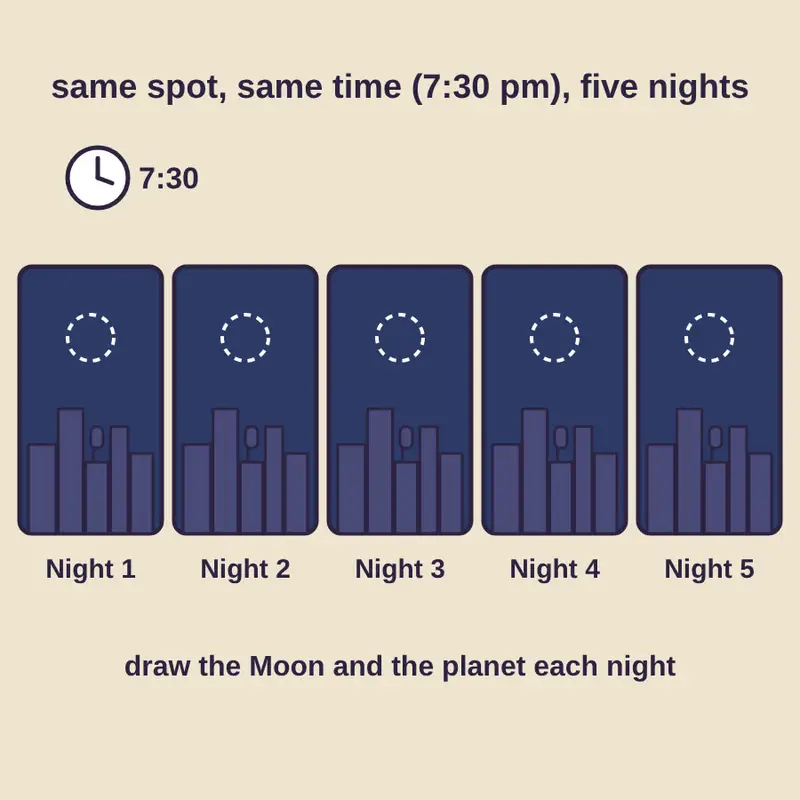 same spot, same time (7:30 pm), five nights
7:30
Night 1
Night 2
Night 3
Night 4
Night 5
draw the Moon and the planet each night